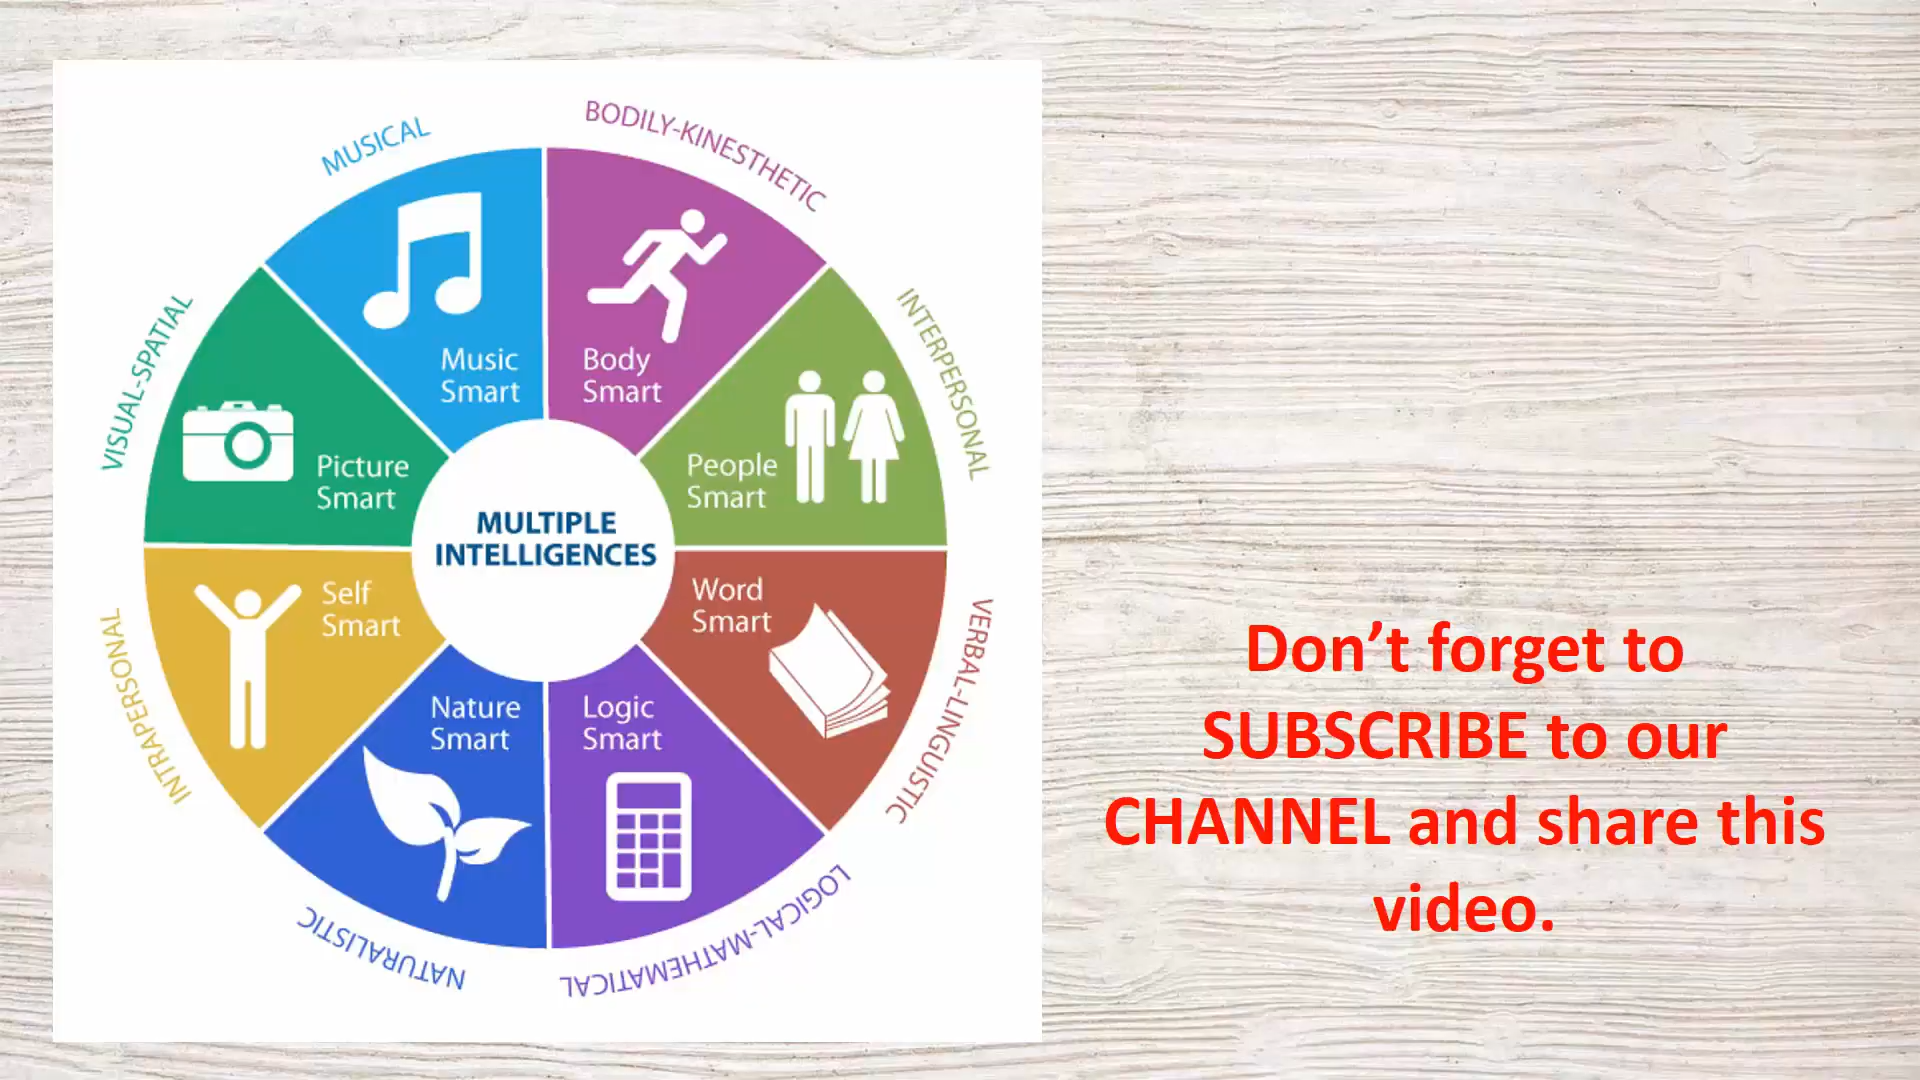 MUSICAL
BODILY-KINESTHETIC
INTERPERSONAL
VERBAL-LINGUISTIC
LOGICAL-MATHEMATICAL
NATURALISTIC
INTRAPERSONAL
VISUAL-SPATIAL
Music
Smart
Body
Smart
People
Smart
Word
Smart
Logic
Smart
Nature
Smart
Self
Smart
Picture
Smart
MULTIPLE
INTELLIGENCES
Don't forget to
SUBSCRIBE to our
CHANNEL and share this
video.